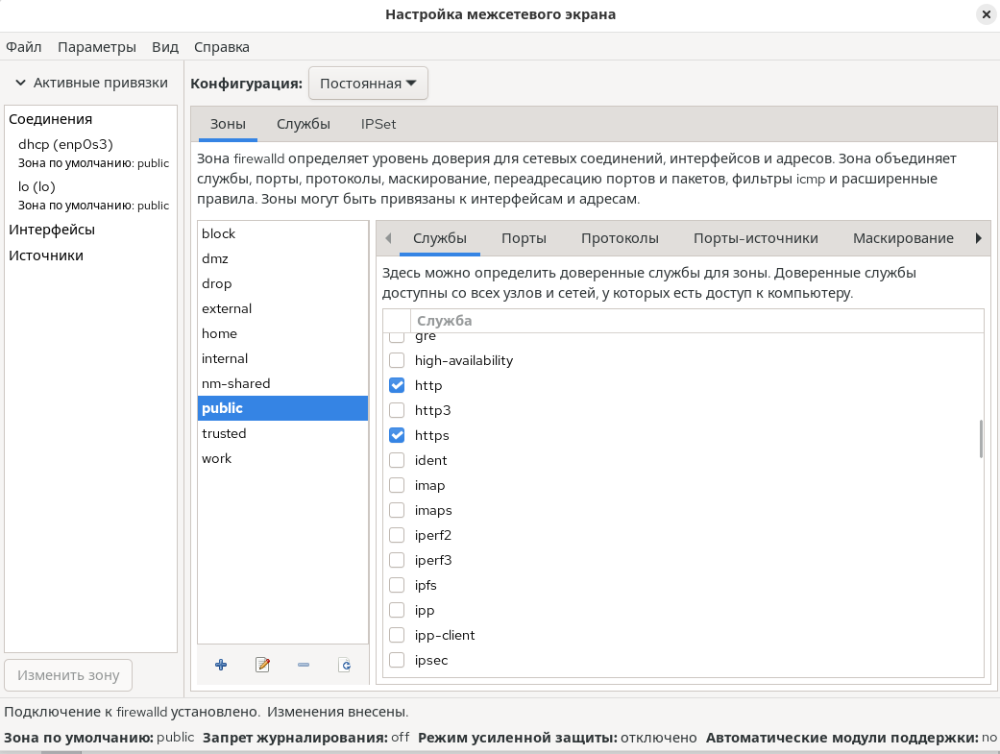 Настройка межсетевого экрана
Файл Параметры Вид Справка
Активные привязки
Соединения
dhcp (enp0s3)
Зона по умолчанию: public
lo (lo)
Зона по умолчанию: public
Интерфейсы
Источники
Изменить зону
Конфигурация: Постоянная
Зоны Службы IPSet
Зона firewalld определяет уровень доверия для сетевых соединений, интерфейсов и адресов. Зона объединяет
службы, порты, протоколы, маскирование, переадресацию портов и пакетов, фильтры icmp и расширенные
правила. Зоны могут быть привязаны к интерфейсам и адресам.
block
dmz
drop
external
home
internal
nm-shared
public
trusted
work
Службы Порты Протоколы Порты-источники Маскирование
Здесь можно определить доверенные службы для зоны. Доверенные службы
доступны со всех узлов и сетей, у которых есть доступ к компьютеру.
Служба
gre
high-availability
http
http3
https
ident
imap
imaps
iperf2
iperf3
ipfs
ipp
ipp-client
ipsec
Подключение к firewalld установлено. Изменения внесены.
Зона по умолчанию: public Запрет журналирования: off Режим усиленной защиты: отключено Автоматические модули поддержки: no